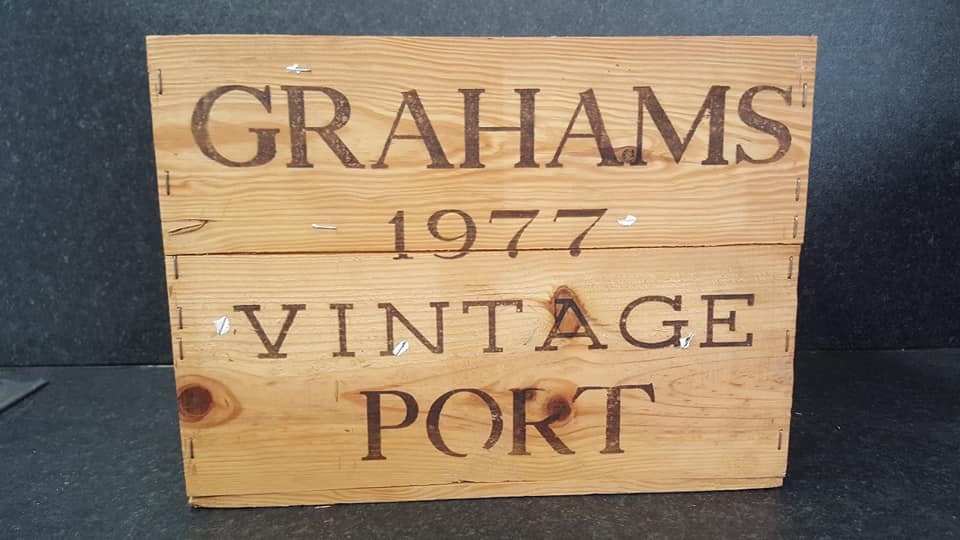 GRAHAMS
1977
VINTAGE
PORT